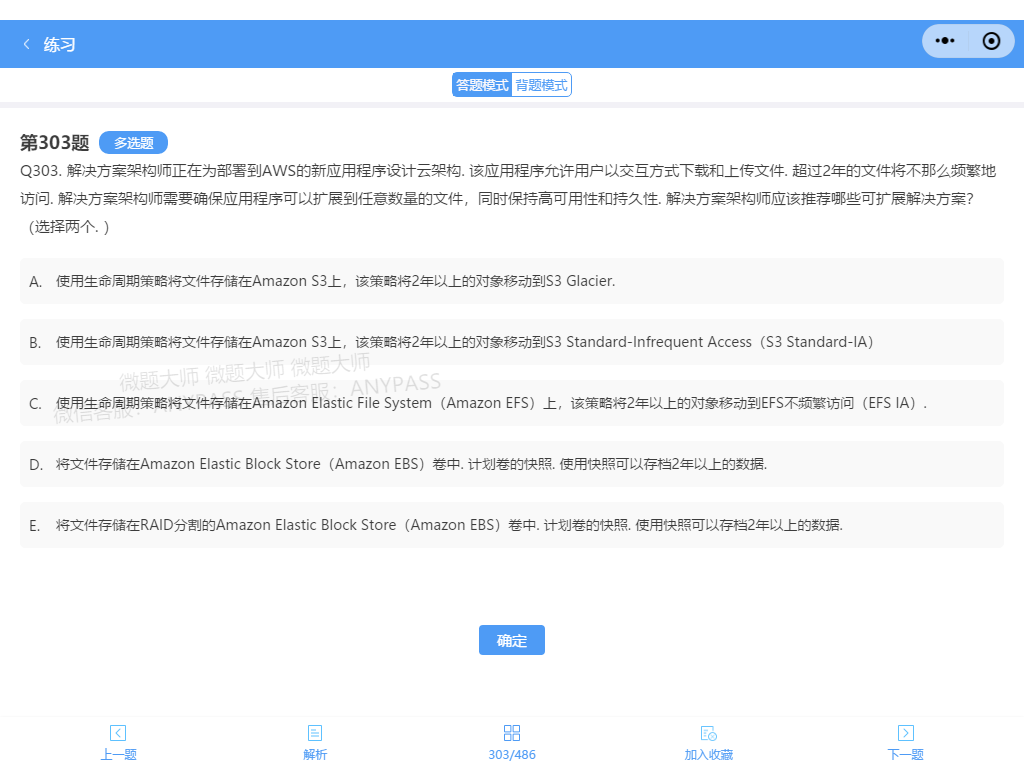 练习
答题模式 背题模式
第303题 多选题
Q303. 解决方案架构师正在为部署到AWS的新应用程序设计云架构. 该应用程序允许用户以交互方式下载和上传文件. 超过2年的文件将不那么频繁地
访问. 解决方案架构师需要确保应用程序可以扩展到任意数量的文件，同时保持高可用性和持久性. 解决方案架构师应该推荐哪些可扩展解决方案？
（选择两个. ）
A. 使用生命周期策略将文件存储在Amazon S3上，该策略将2年以上的对象移动到S3 Glacier.
B. 使用生命周期策略将文件存储在Amazon S3上，该策略将2年以上的对象移动到S3 Standard-Infrequent Access（S3 Standard-IA）
微题大师 微题大师 微题大师
微信客服：ANYPASS 售后客服：ANYPASS
C. 使用生命周期策略将文件存储在Amazon Elastic File System（Amazon EFS）上，该策略将2年以上的对象移动到EFS不频繁访问（EFS IA）.
D. 将文件存储在Amazon Elastic Block Store（Amazon EBS）卷中. 计划卷的快照. 使用快照可以存档2年以上的数据.
E. 将文件存储在RAID分割的Amazon Elastic Block Store（Amazon EBS）卷中. 计划卷的快照. 使用快照可以存档2年以上的数据.
确定
上一题 解析 303/486 加入收藏 下一题